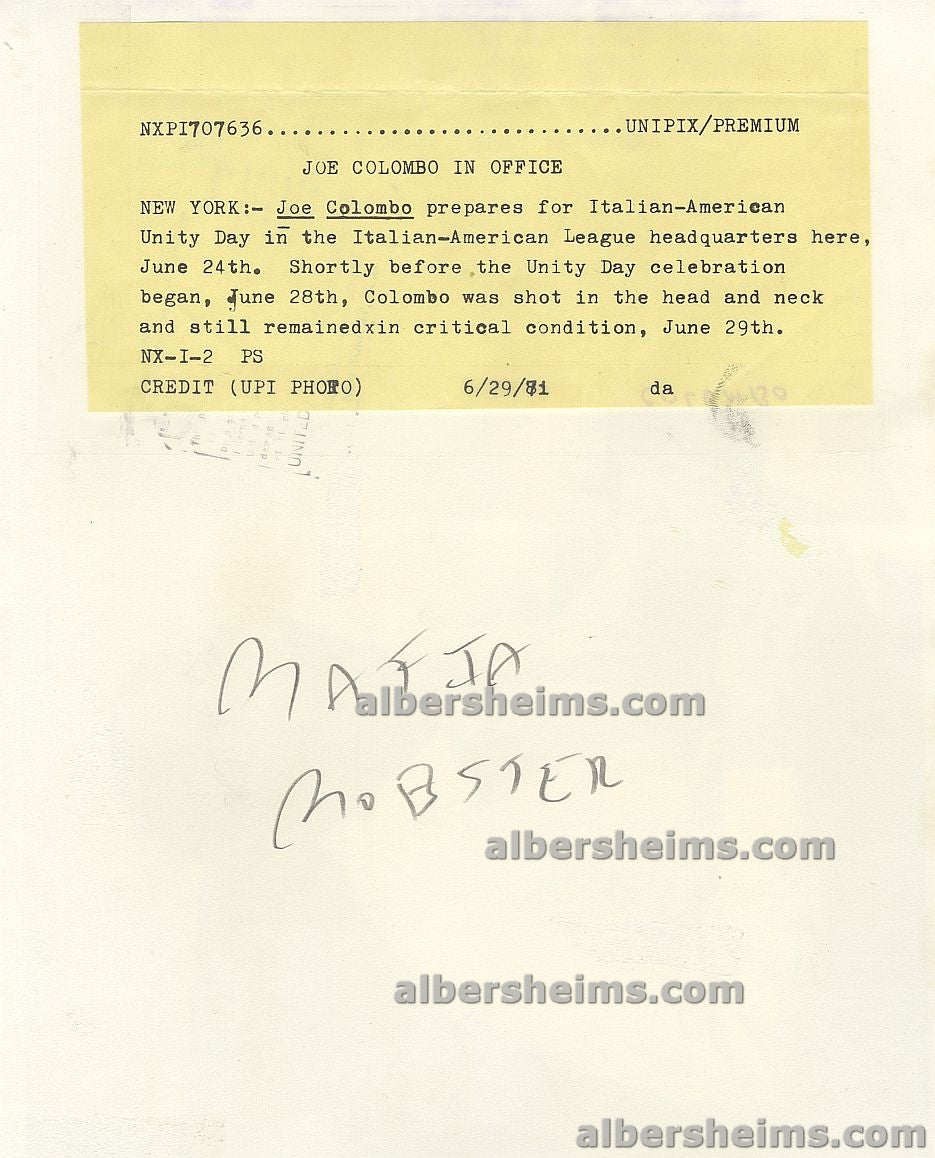 NXPI707636.............................UNIPIX/PREMIUM
JOE COLOMBO IN OFFICE
NEW YORK:- Joe Colombo prepares for Italian-American
Unity Day in the Italian-American League headquarters here,
June 24th. Shortly before the Unity Day celebration
began, June 28th, Colombo was shot in the head and neck
and still remainedxin critical condition, June 29th.
NX-I-2 PS
CREDIT (UPI PHOTO) 6/29/71 da
UNITED
MAFIA
albersheims.com
MOBSTER
albersheims.com
albersheims.com
albersheims.com